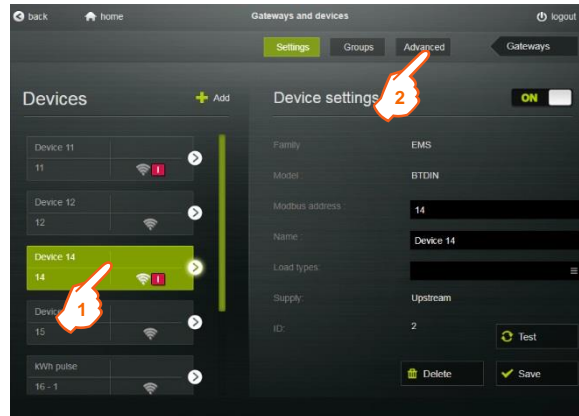 back home Gateways and devices logout
Settings Groups Advanced Gateways
Devices Add
Device settings ON
Device 11
11 I
Device 12
12
Device 14
14 I
15
kWh pulse
16 - 1
Family EMS
Model BTDIN
Modbus address : 14
Name Device 14
Load types:
Supply: Upstream
ID: 2
Test
Delete Save
1
2